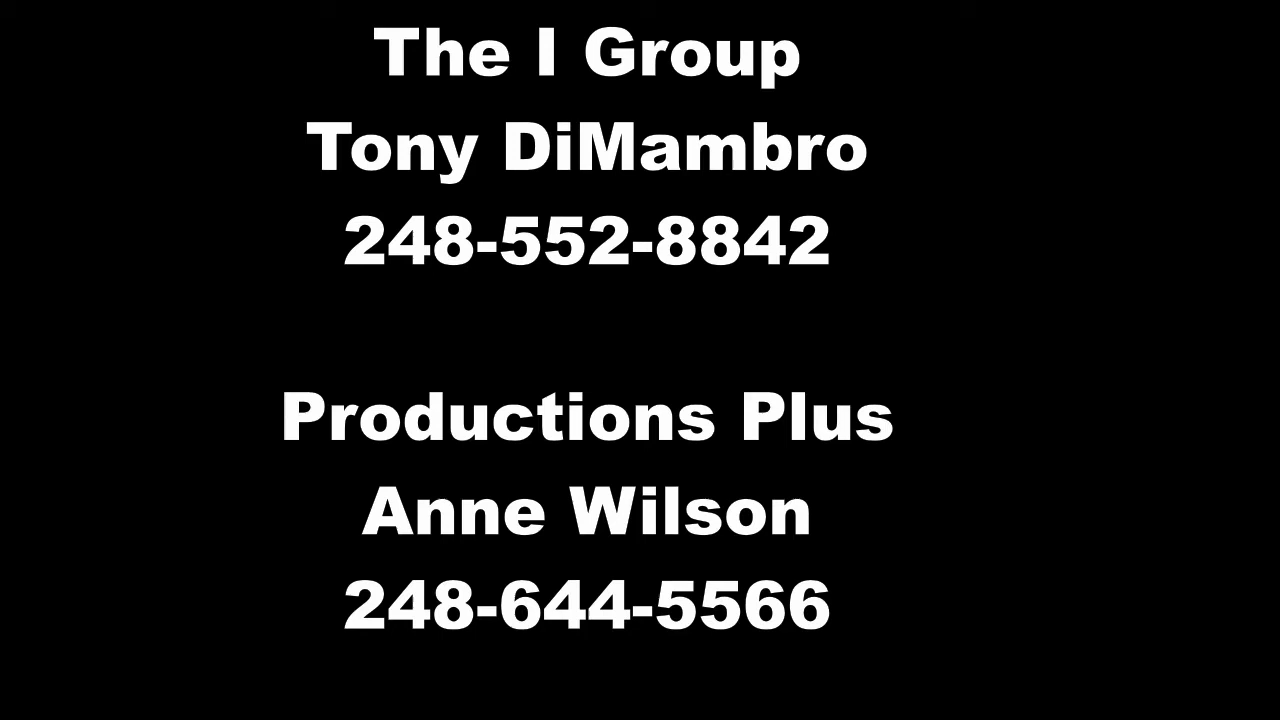 The I Group
Tony DiMambro
248-552-8842
Productions Plus
Anne Wilson
248-644-5566